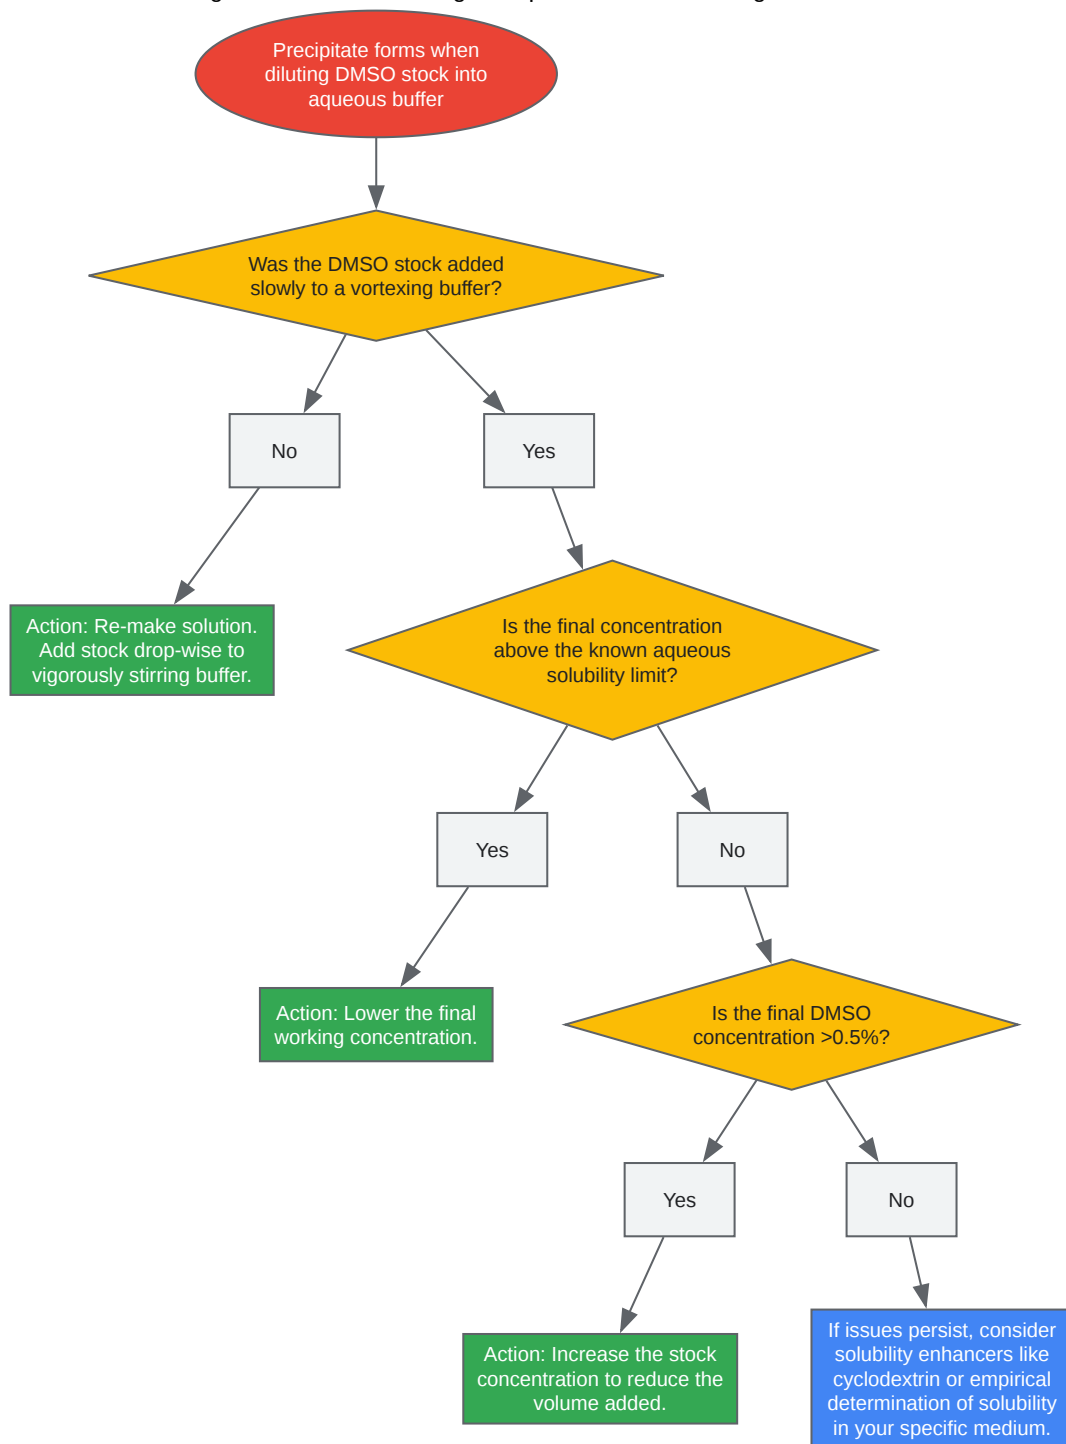 Precipitate forms when
diluting DMSO stock into
aqueous buffer
Was the DMSO stock added
slowly to a vortexing buffer?
No
Yes
Action: Re-make solution.
Add stock drop-wise to
vigorously stirring buffer.
Is the final concentration
above the known aqueous
solubility limit?
Yes
No
Action: Lower the final
working concentration.
Is the final DMSO
concentration >0.5%?
Yes
No
Action: Increase the stock
concentration to reduce the
volume added.
If issues persist, consider
solubility enhancers like
cyclodextrin or empirical
determination of solubility
in your specific medium.